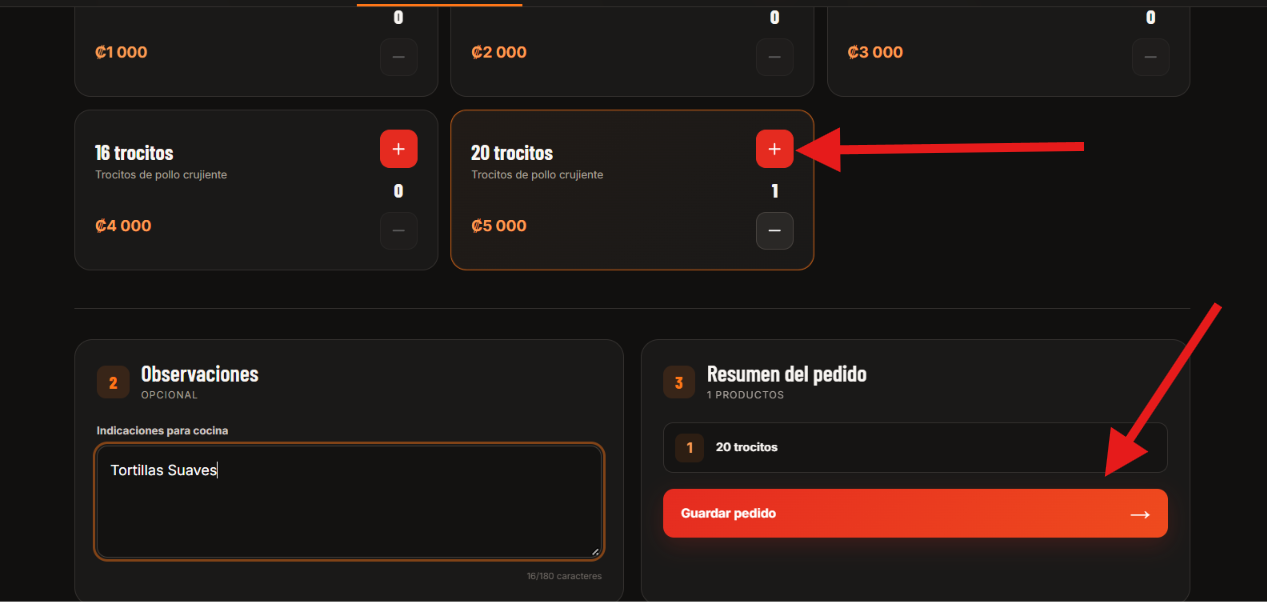 0
0
0
₡1 000
—
₡2 000
—
₡3 000
—
16 trocitos
Trocitos de pollo crujiente
+
0
₡4 000
—
20 trocitos
Trocitos de pollo crujiente
+
1
₡5 000
—
2
Observaciones
OPCIONAL
Indicaciones para cocina
Tortillas Suaves
16/180 caracteres
3
Resumen del pedido
1 PRODUCTOS
1
20 trocitos
Guardar pedido →